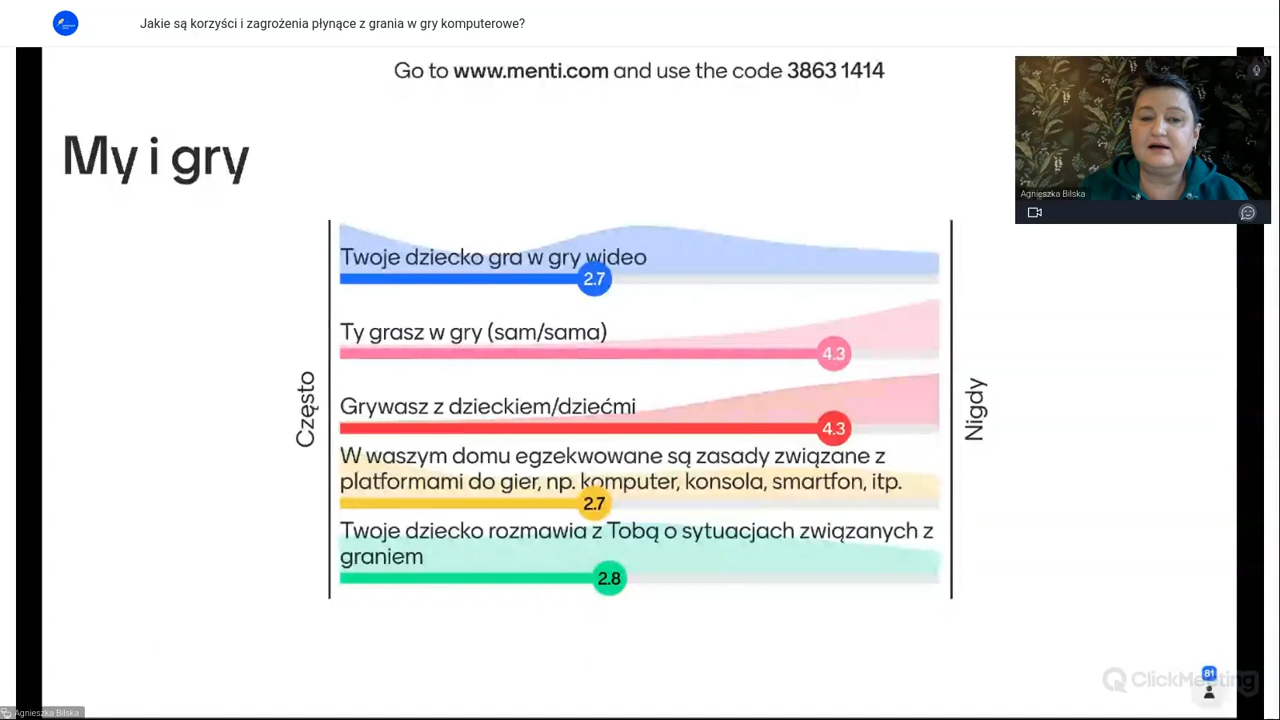 Jakie są korzyści i zagrożenia płynące z grania w gry komputerowe?
Go to www.menti.com and use the code 3863 1414
My i gry
Agnieszka Bilska
Często
Twoje dziecko gra w gry wideo
2.7
Ty grasz w gry (sam/sama)
4.3
Grywasz z dzieckiem/dziećmi
4.3
W waszym domu egzekwowane są zasady związane z
platformami do gier, np. komputer, konsola, smartfon, itp.
2.7
Twoje dziecko rozmawia z Tobą o sytuacjach związanych z
graniem
2.8
Nigdy
ClickMeeting
81
Agnieszka Bilska